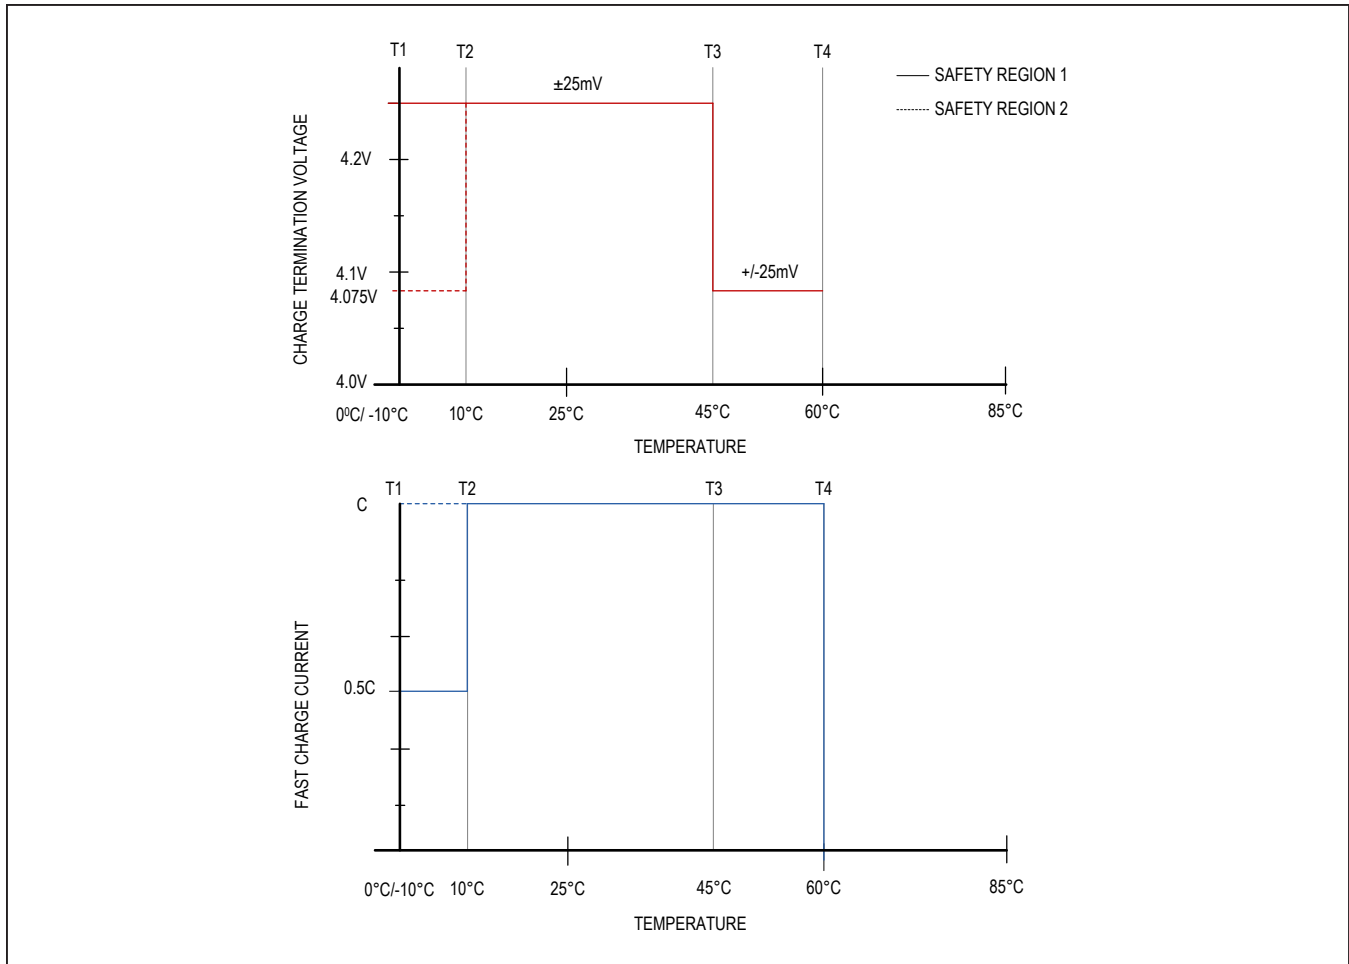 T1 T2 T3 T4
±25mV
SAFETY REGION 1
SAFETY REGION 2
CHARGE TERMINATION VOLTAGE
4.2V
4.1V
4.075V
4.0V
+/-25mV
0⁰C/ -10°C 10°C 25°C 45°C 60°C 85°C
TEMPERATURE
T1 T2 T3 T4
C
0.5C
FAST CHARGE CURRENT
0°C/-10°C 10°C 25°C 45°C 60°C 85°C
TEMPERATURE